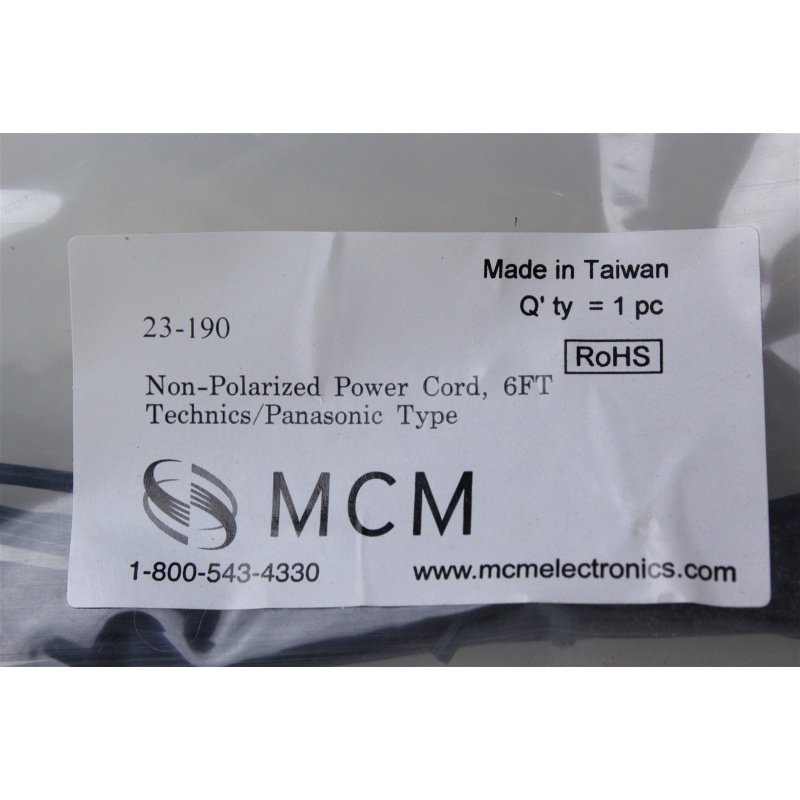 Made in Taiwan
Q' ty = 1 pc
23-190
RoHS
Non-Polarized Power Cord, 6FT
Technics/Panasonic Type
MCM
1-800-543-4330 www.mcmelectronics.com